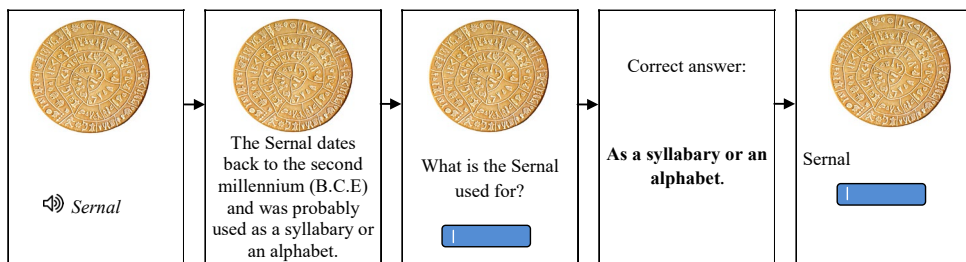 Sernal
The Sernal dates
back to the second
millennium (B.C.E)
and was probably
used as a syllabary or
an alphabet.
What is the Sernal
used for?
Correct answer:
As a syllabary or an
alphabet.
Sernal